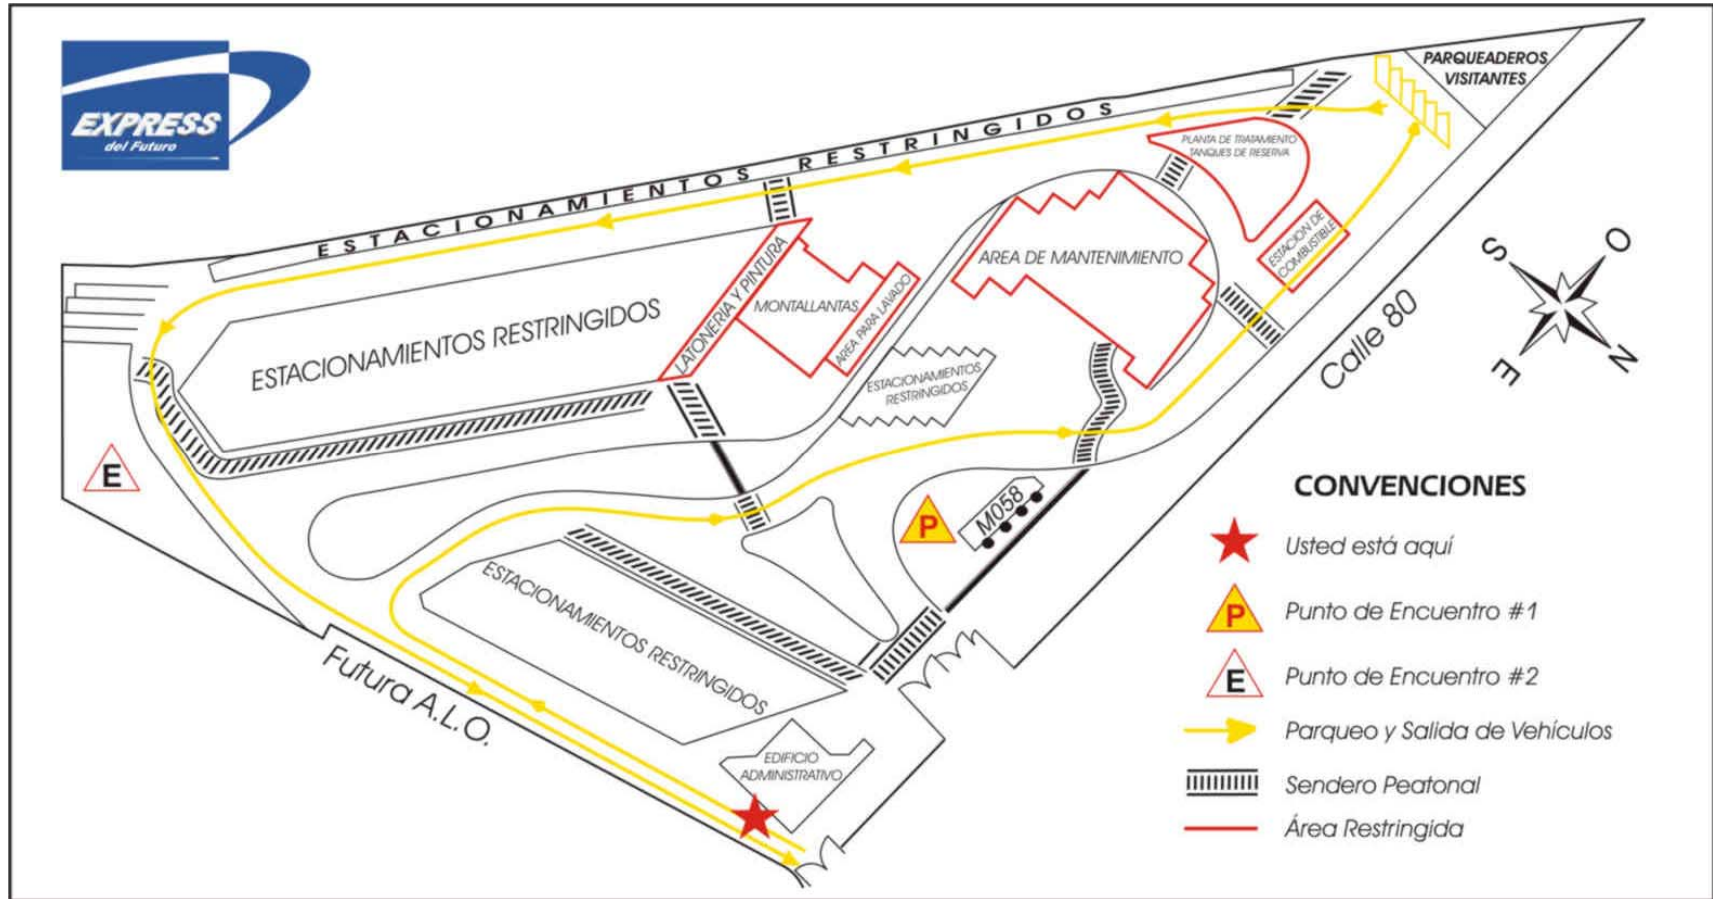 EXPRESS
del Futuro
PARQUEADEROS
VISITANTES
ESTACIONAMIENTOS RESTRINGIDOS
PLANTA DE TRATAMIENTO
TANQUES DE RESERVA
ESTACION DE
COMBUSTIBLE
AREA DE MANTENIMIENTO
LATONERIA Y PINTURA
MONTALLANTAS
AREA PARA LAVADO
ESTACIONAMIENTOS RESTRINGIDOS
ESTACIONAMIENTOS
RESTRINGIDOS
S
O
E
N
Calle 80
E
P
M058
ESTACIONAMIENTOS RESTRINGIDOS
Futura A.L.O.
EDIFICIO
ADMINISTRATIVO
CONVENCIONES
Usted está aquí
P
Punto de Encuentro #1
E
Punto de Encuentro #2
Parqueo y Salida de Vehículos
Sendero Peatonal
Área Restringida